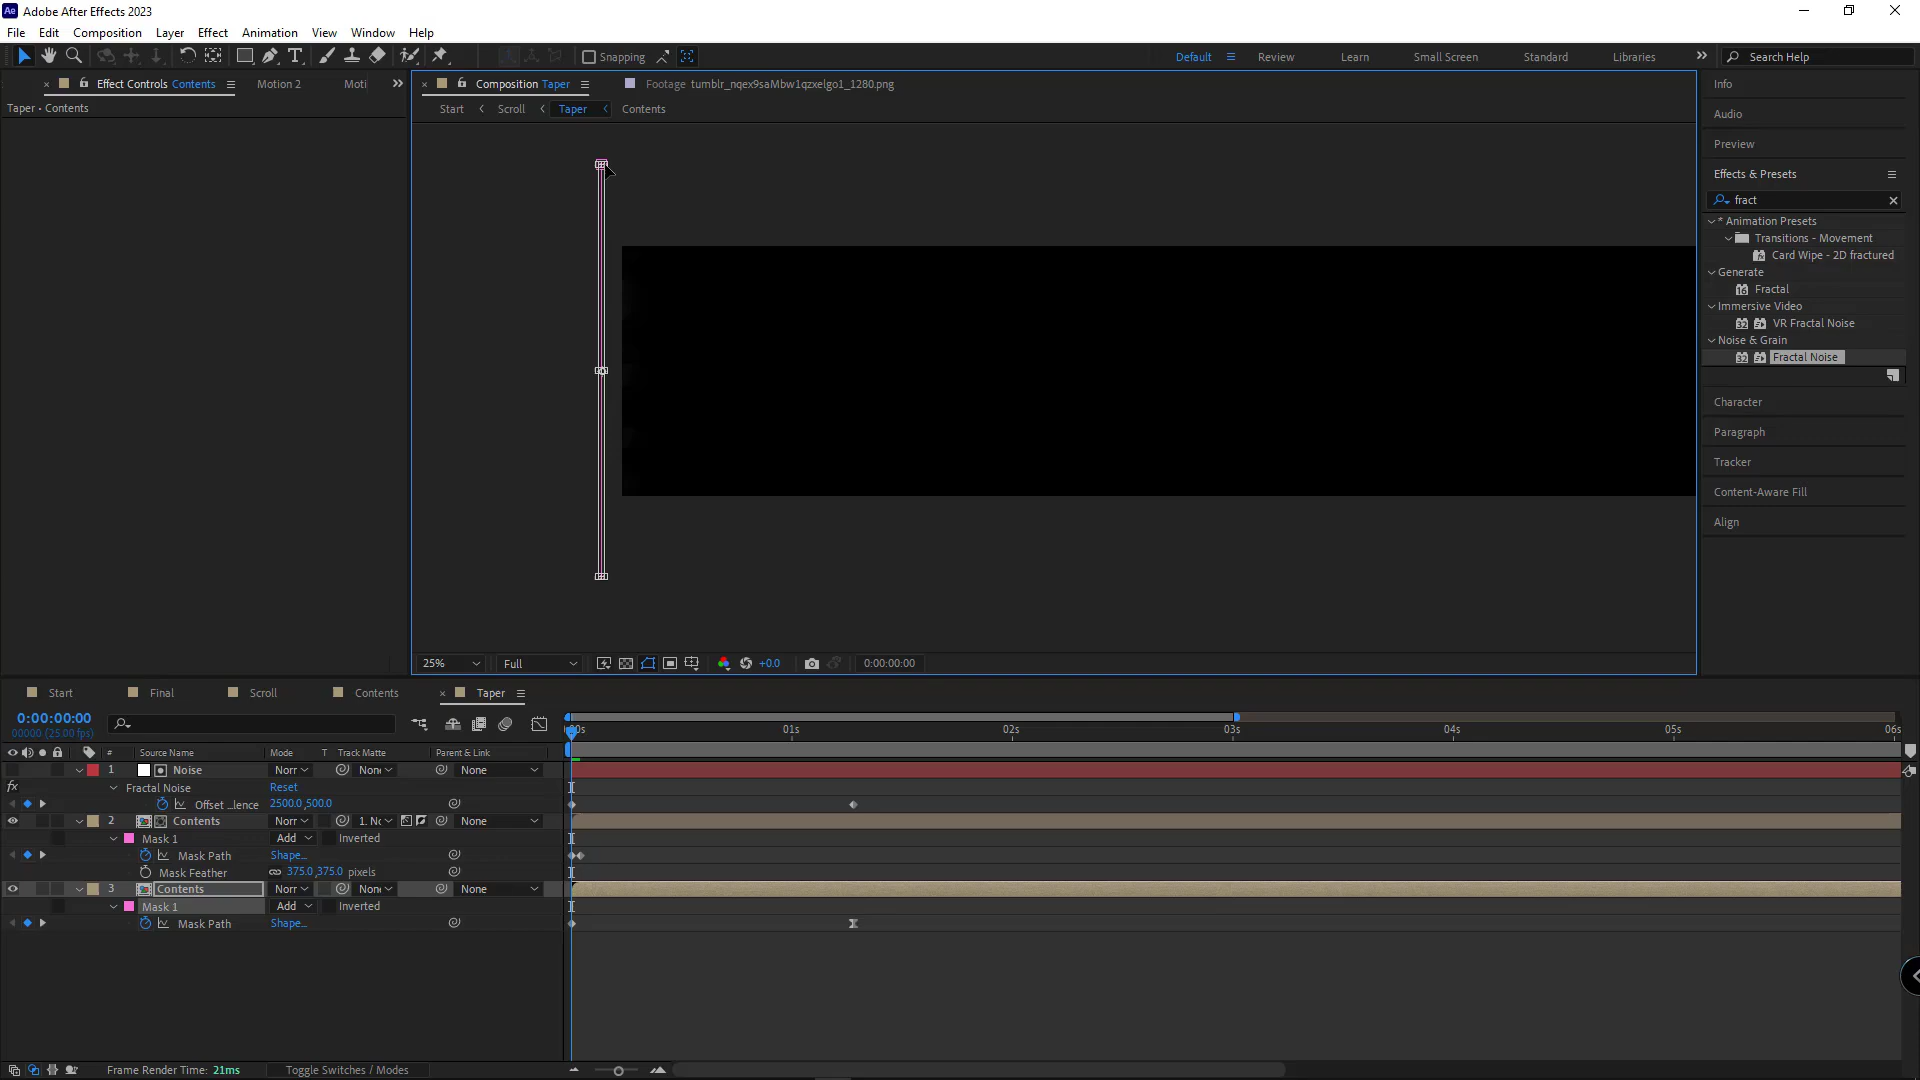 Ae Adobe After Effects 2023
File Edit Composition Layer Effect Animation View Window Help
Snapping
Default Review Learn Small Screen Standard Libraries Search Help
Effect Controls Contents Motion 2 Moti
Taper • Contents
Composition Taper Footage tumblr_nqex9saMbw1qzxelgo1_1280.png
Start Scroll Taper Contents
25% Full +0.0 0:00:00:00
Info
Audio
Preview
Effects & Presets
fract
* Animation Presets
Transitions - Movement
Card Wipe - 2D fractured
Generate
16 Fractal
Immersive Video
32 VR Fractal Noise
Noise & Grain
32 Fractal Noise
Character
Paragraph
Tracker
Content-Aware Fill
Align
Start Final Scroll Contents Taper
0:00:00:00
00000 (25.00 fps)
01s 02s 03s 04s 05s 06s
# Source Name Mode T Track Matte Parent & Link
1 Noise Norr None None
fx Fractal Noise Reset
Offset ...lence 2500.0,500.0
2 Contents Norr 1. Nc None
Mask 1 Add Inverted
Mask Path Shape...
Mask Feather 375.0,375.0 pixels
3 Contents Norr None None
Mask 1 Add Inverted
Mask Path Shape...
Frame Render Time: 21ms Toggle Switches / Modes